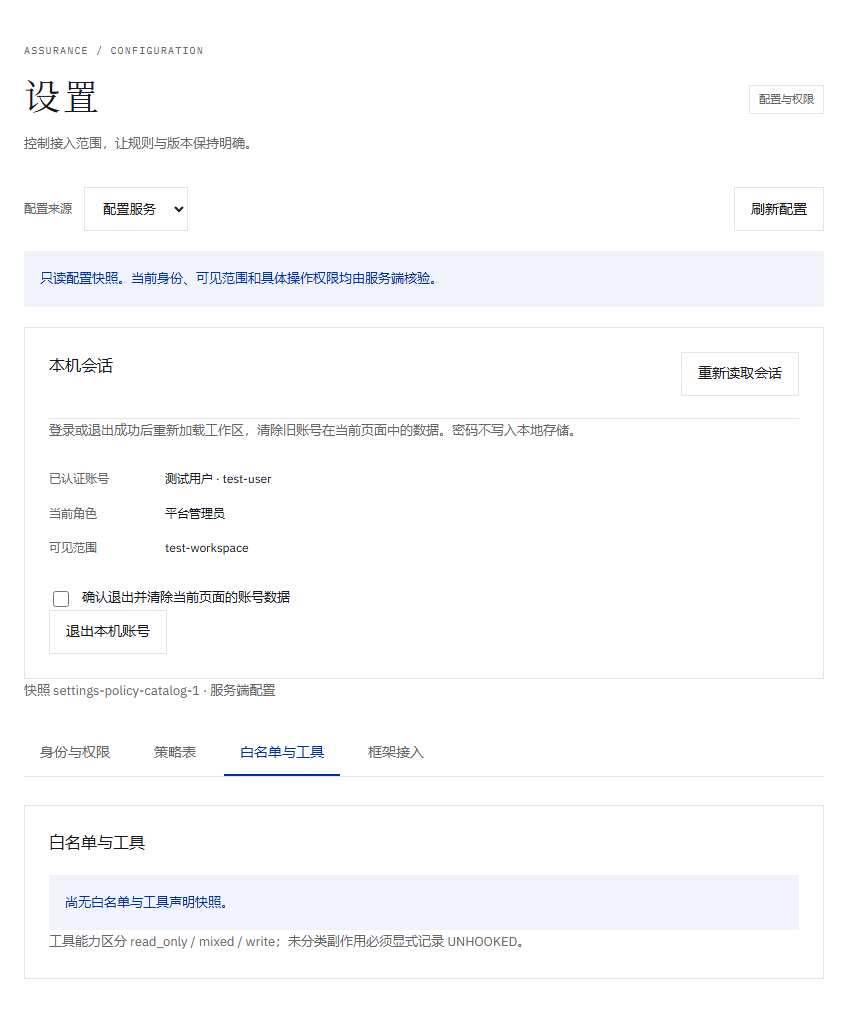 ASSURANCE / CONFIGURATION
设置
配置与权限
控制接入范围，让规则与版本保持明确。
配置来源
配置服务
刷新配置
只读配置快照。当前身份、可见范围和具体操作权限均由服务端核验。
本机会话
重新读取会话
登录或退出成功后重新加载工作区，清除旧账号在当前页面中的数据。密码不写入本地存储。
已认证账号 测试用户 · test-user
当前角色 平台管理员
可见范围 test-workspace
确认退出并清除当前页面的账号数据
退出本机账号
快照 settings-policy-catalog-1 · 服务端配置
身份与权限 策略表 白名单与工具 框架接入
白名单与工具
尚无白名单与工具声明快照。
工具能力区分 read_only / mixed / write；未分类副作用必须显式记录 UNHOOKED。